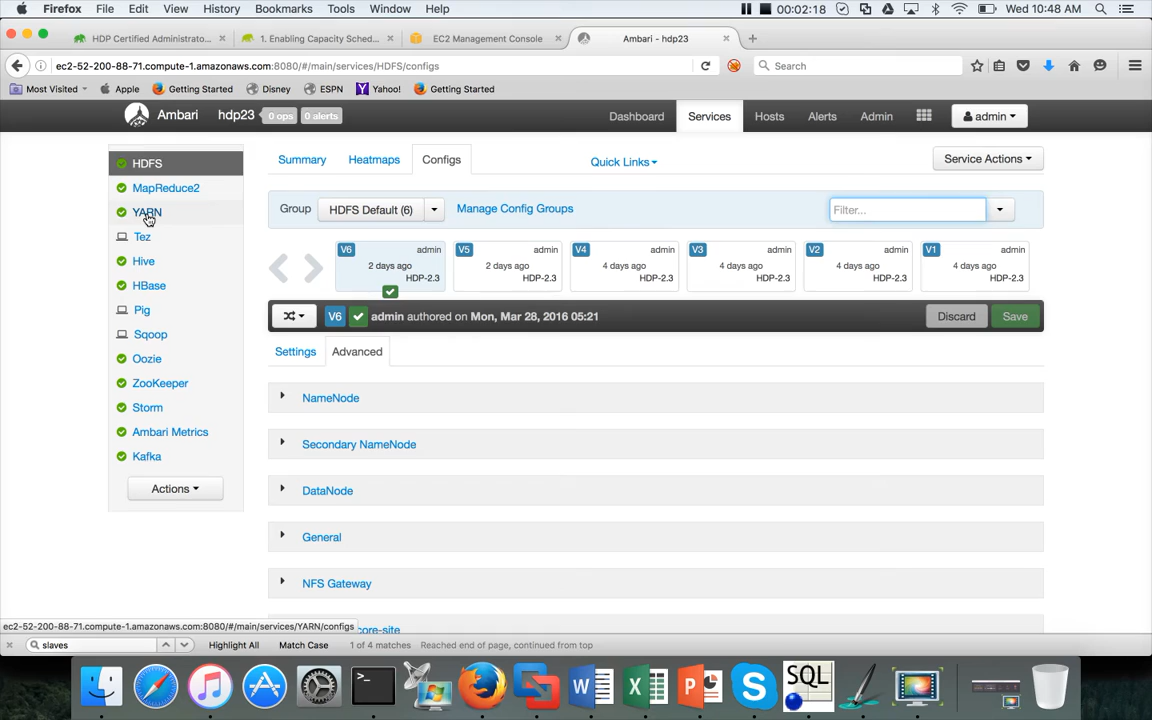 Firefox File Edit View History Bookmarks Tools Window Help 00:02:18 Wed 10:48 AM
HDP Certified Administrato... × 1. Enabling Capacity Sched... × EC2 Management Console × Ambari - hdp23 × +
ec2-52-200-88-71.compute-1.amazonaws.com:8080/#/main/services/HDFS/configs Search
Most Visited Apple Getting Started Disney ESPN Yahoo! Getting Started
Ambari hdp23 0 ops 0 alerts Dashboard Services Hosts Alerts Admin admin
HDFS
MapReduce2
YARN
Tez
Hive
HBase
Pig
Sqoop
Oozie
ZooKeeper
Storm
Ambari Metrics
Kafka
Actions
Summary Heatmaps Configs Quick Links Service Actions
Group HDFS Default (6) Manage Config Groups Filter...
V6 admin V5 admin V4 admin V3 admin V2 admin V1 admin
2 days ago 2 days ago 4 days ago 4 days ago 4 days ago 4 days ago
HDP-2.3 HDP-2.3 HDP-2.3 HDP-2.3 HDP-2.3 HDP-2.3
V6 admin authored on Mon, Mar 28, 2016 05:21 Discard Save
Settings Advanced
NameNode
Secondary NameNode
DataNode
General
NFS Gateway
core-site
ec2-52-200-88-71.compute-1.amazonaws.com:8080/#/main/services/YARN/configs
× slaves Highlight All Match Case 1 of 4 matches Reached end of page, continued from top
SQL